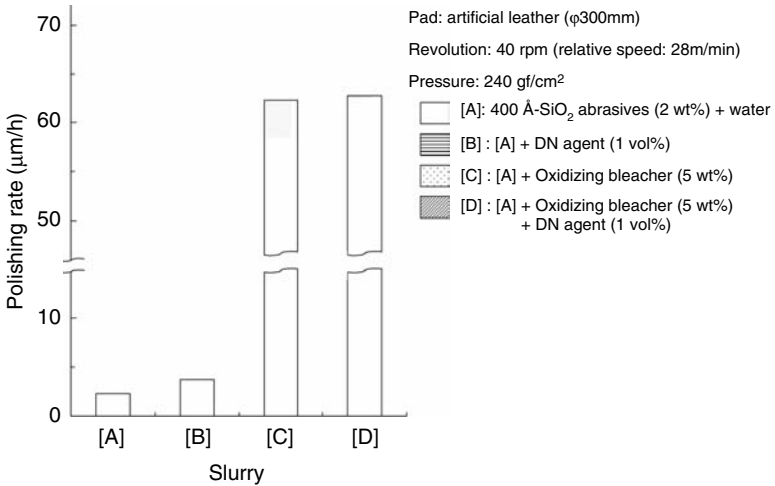 70
60
50
10
0
Polishing rate (μm/h)
[A]
[B]
[C]
[D]
Slurry
Pad: artificial leather (φ300mm)
Revolution: 40 rpm (relative speed: 28m/min)
Pressure: 240 gf/cm²
[A]: 400 Å-SiO₂ abrasives (2 wt%) + water
[B] : [A] + DN agent (1 vol%)
[C] : [A] + Oxidizing bleacher (5 wt%)
[D] : [A] + Oxidizing bleacher (5 wt%)
+ DN agent (1 vol%)